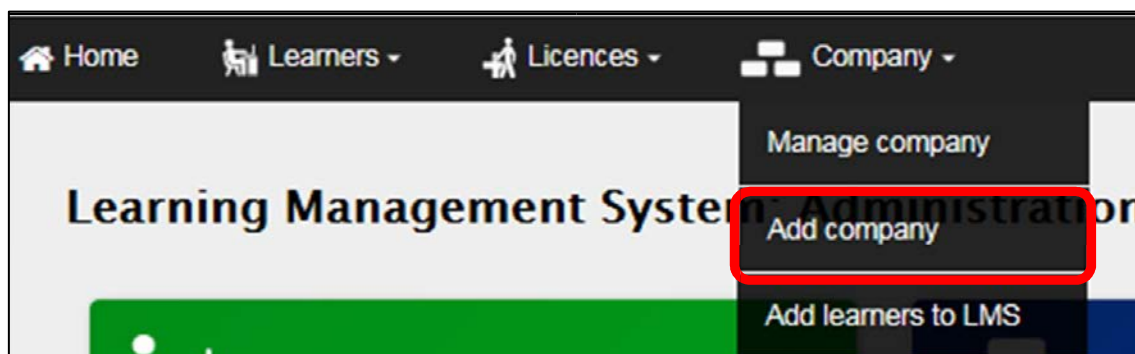 Home Learners Licences Company
Manage company
Learning Management System: Administration
Add company
Add learners to LMS